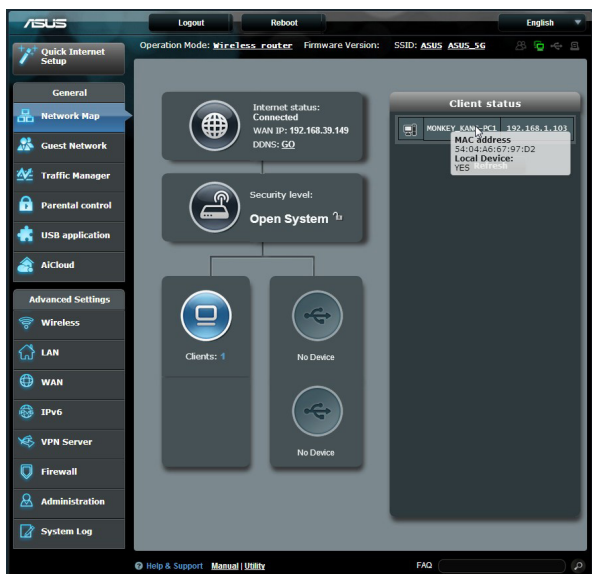 ASUS
Logout
Reboot
English
Quick Internet
Setup
Operation Mode: Wireless router Firmware Version: SSID: ASUS ASUS_5G
General
Network Map
Guest Network
Traffic Manager
Parental control
USB application
AiCloud
Advanced Settings
Wireless
LAN
WAN
IPv6
VPN Server
Firewall
Administration
System Log
Internet status:
Connected
WAN IP: 192.168.39.149
DDNS: GO
Security level:
Open System
Clients: 1
No Device
No Device
Client status
192.168.1.103
MAC address
54:04:A6:67:97:D2
Local Device:
YES
Help & Support Manual | Utility
FAQ